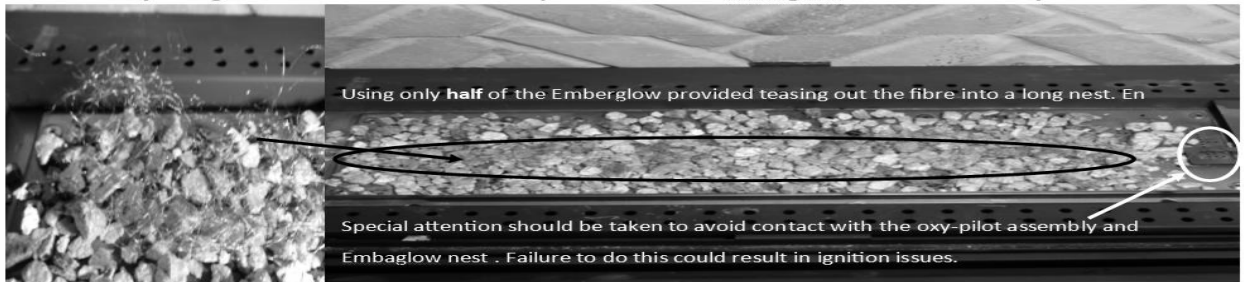 Using only half of the Emberglow provided teasing out the fibre into a long nest. En
Special attention should be taken to avoid contact with the oxy-pilot assembly and
Embaglow nest . Failure to do this could result in ignition issues.